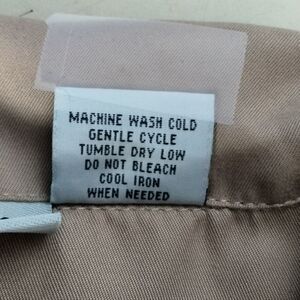 MACHINE WASH COLD
GENTLE CYCLE
TUMBLE DRY LOW
DO NOT BLEACH
COOL IRON
WHEN NEEDED